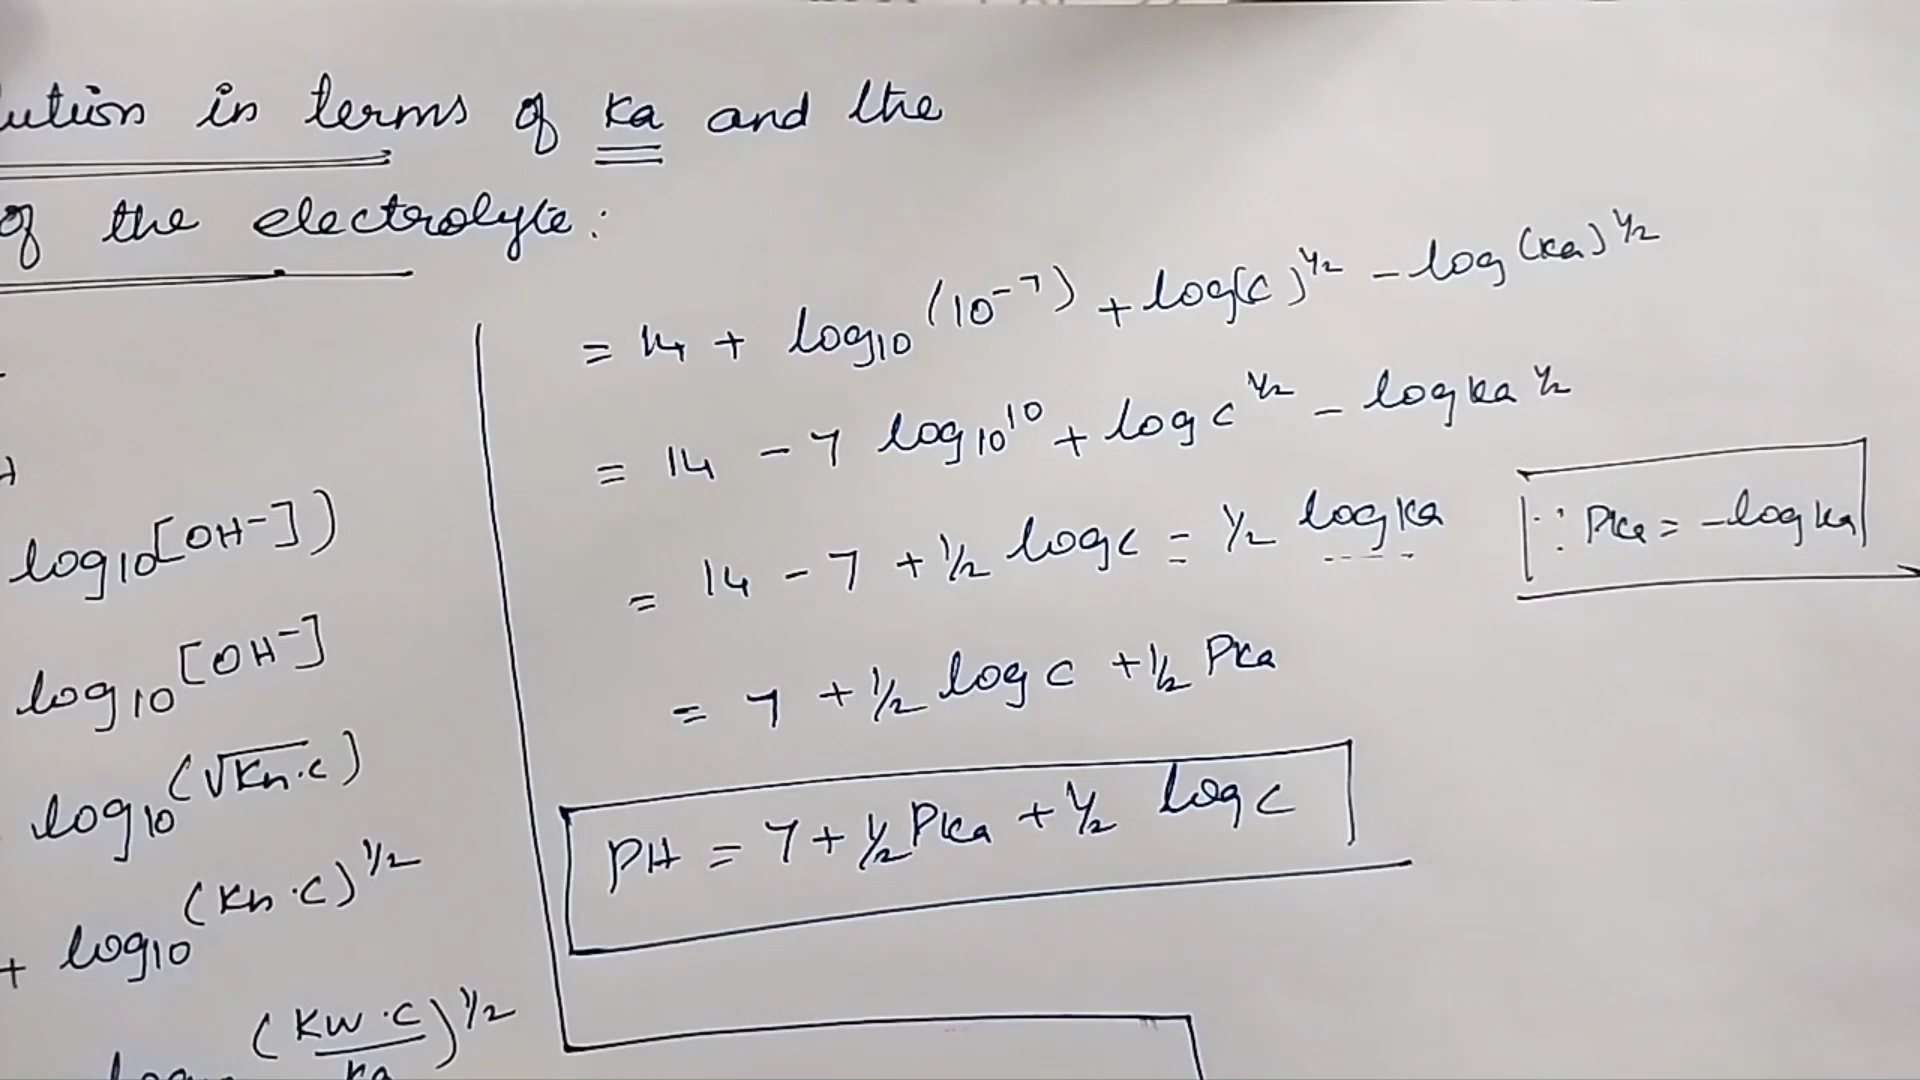 ution in terms of Ka and the
of the electrolyte:
log10[OH-])
log10[OH-]
log10(√Kh.c)
+ log10(Kh.c)^1/2
(Kw.c/Ka)^1/2
= 14 + log10(10^-7) + log(c)^1/2 - log(Ka)^1/2
= 14 - 7 log10^10 + log c^1/2 - log Ka^1/2
= 14 - 7 + 1/2 log c = 1/2 log Ka
∵ PKa = -log Ka
= 7 + 1/2 log c + 1/2 PKa
PH = 7 + 1/2 PKa + 1/2 log c